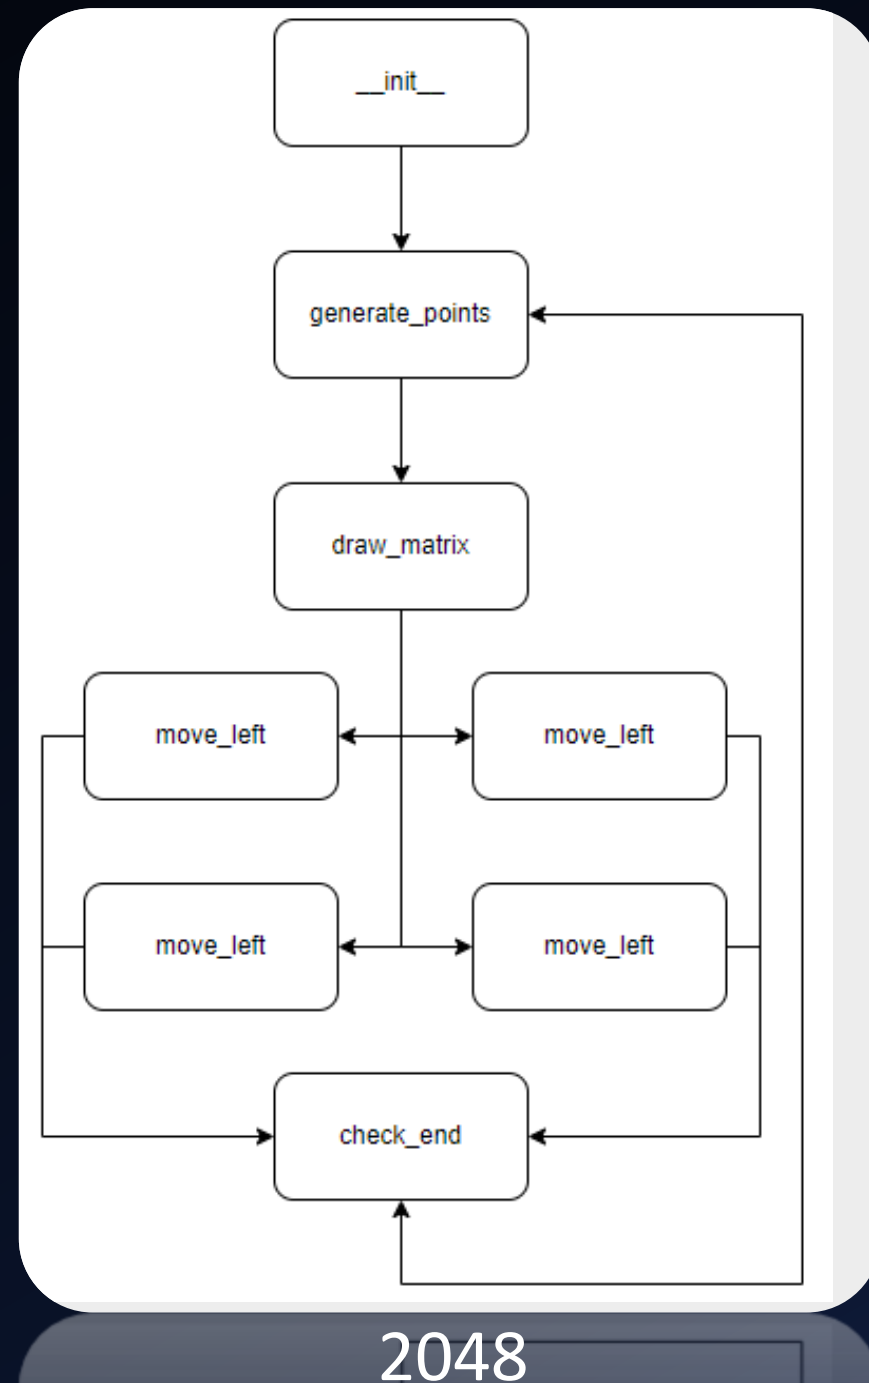 __init__
generate_points
draw_matrix
move_left
move_left
move_left
move_left
check_end
2048